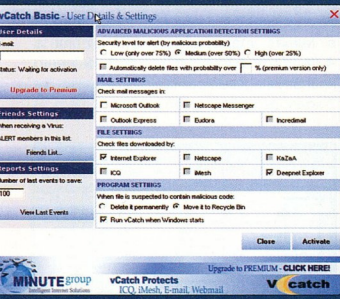 vCatch Basic - User Details & Settings
User Details
E-mail:
Status: Waiting for activation
Upgrade to Premium
Friends Settings
When receiving a Virus:
ALERT members in this list.
Friends List...
Reports Settings
Number of last events to save:
100
View Last Events
ADVANCED MALICIOUS APPLICATION DETECTION SETTINGS
Security level for alert (by malicious probability)
Low (only over 75%) Medium (over 50%) High (over 25%)
Automatically delete files with probability over % (premium version only)
MAIL SETTINGS
Check mail messages in:
Microsoft Outlook Netscape Messenger
Outlook Express Eudora Incredimail
FILE SETTINGS
Check files downloaded by:
Internet Explorer Netscape KaZaA
ICQ iMesh Deepnet Explorer
PROGRAM SETTINGS
When file is suspected to contain malicious code:
Delete it permanently Move it to Recycle Bin
Run vCatch when Windows starts
Close Activate
MINUTE group
Intelligent Internet Solutions
vCatch Protects
ICQ, iMesh, E-mail, Webmail
Upgrade to PREMIUM - CLICK HERE!
V catch